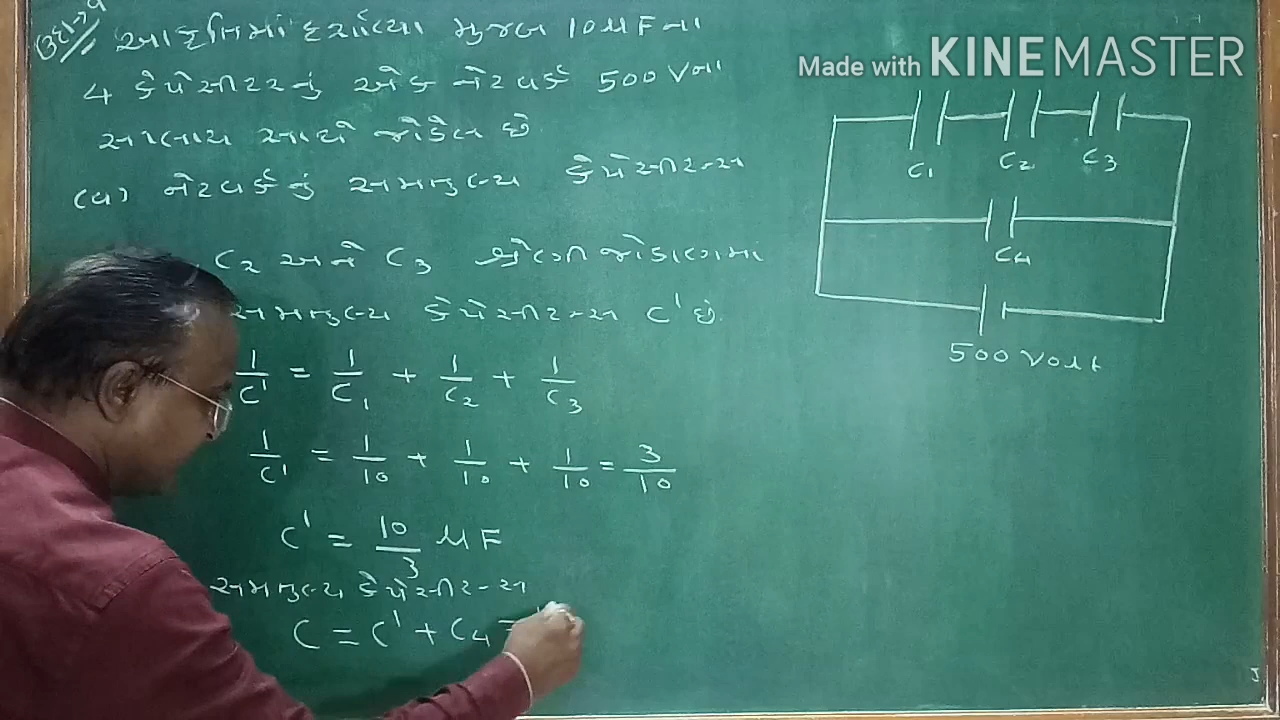 ઉદા-૧
આકૃતિમાં દર્શાવ્યા મુજબ 10 μF ના
4 કેપેસીટરનું એક નેટવર્ક 500 V ના
સપ્લાય સાથે જોડેલ છે.
નેટવર્કનું સમતુલ્ય કેપેસીટન્સ
C2 અને C3 શ્રેણી જોડાણમાં
સમતુલ્ય કેપેસીટન્સ C' છે.
1/C' = 1/C1 + 1/C2 + 1/C3
1/C' = 1/10 + 1/10 + 1/10 = 3/10
C' = 10/3 μF
સમતુલ્ય કેપેસીટન્સ
C = C' + C4 =
Made with KINEMASTER
C1 C2 C3
C4
500 Volt